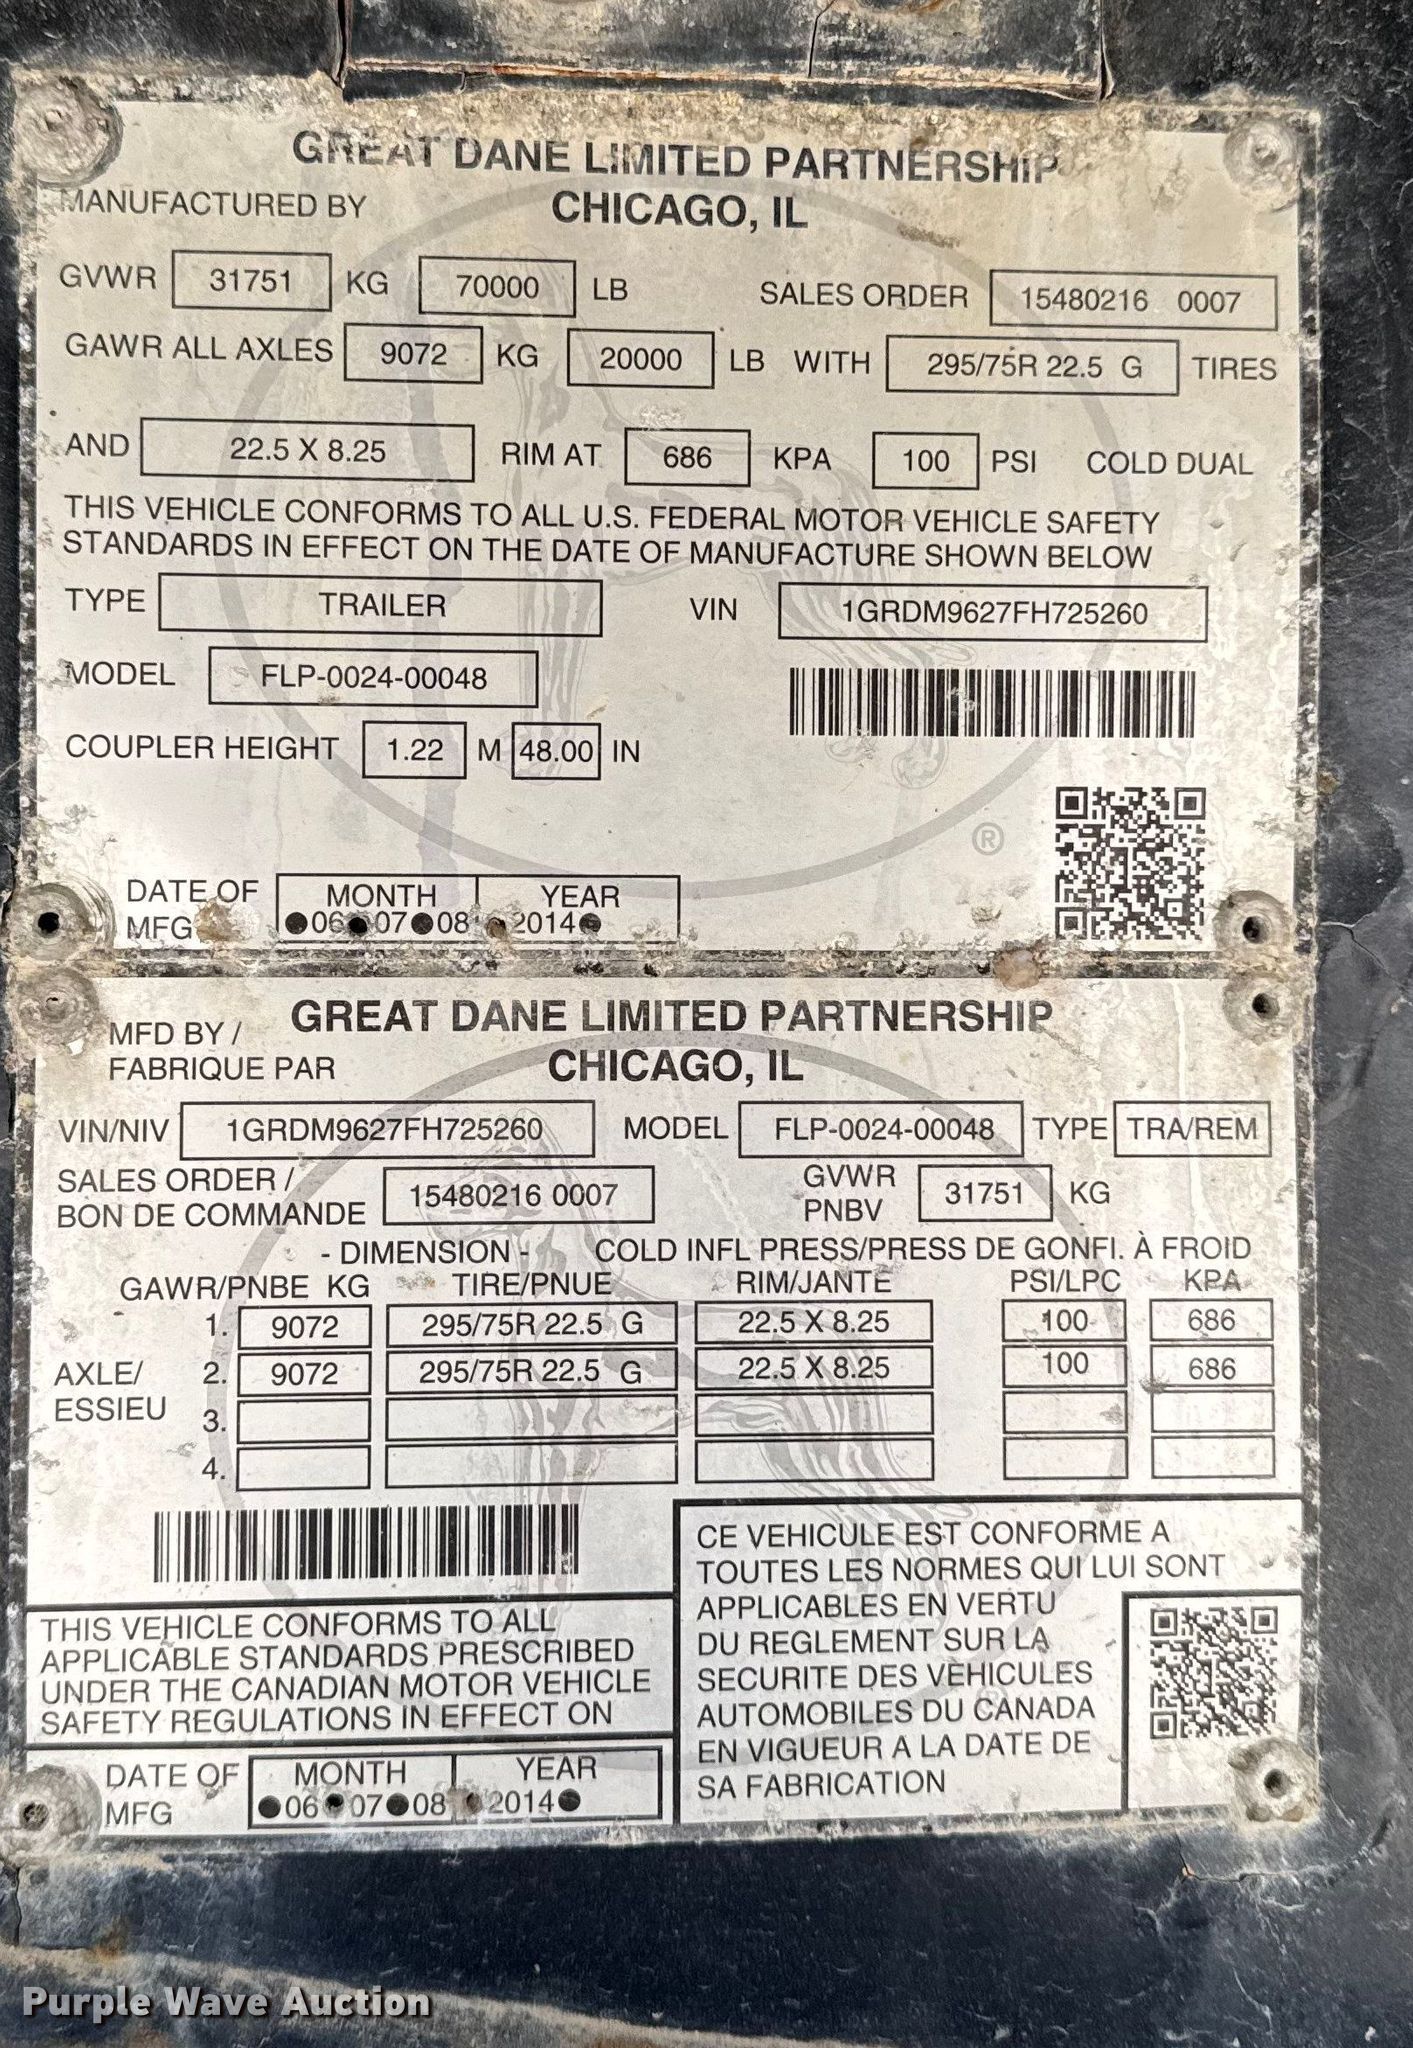 GREAT DANE LIMITED PARTNERSHIP
MANUFACTURED BY CHICAGO, IL
GVWR 31751 KG 70000 LB SALES ORDER 15480216 0007
GAWR ALL AXLES 9072 KG 20000 LB WITH 295/75R 22.5 G TIRES
AND 22.5 X 8.25 RIM AT 686 KPA 100 PSI COLD DUAL
THIS VEHICLE CONFORMS TO ALL U.S. FEDERAL MOTOR VEHICLE SAFETY
STANDARDS IN EFFECT ON THE DATE OF MANUFACTURE SHOWN BELOW
TYPE TRAILER VIN 1GRDM9627FH725260
MODEL FLP-0024-00048
COUPLER HEIGHT 1.22 M 48.00 IN
®
DATE OF MONTH YEAR
MFG 06 07 08 2014
GREAT DANE LIMITED PARTNERSHIP
MFD BY /
FABRIQUE PAR CHICAGO, IL
VIN/NIV 1GRDM9627FH725260 MODEL FLP-0024-00048 TYPE TRA/REM
SALES ORDER /
BON DE COMMANDE 15480216 0007
GVWR
PNBV 31751 KG
- DIMENSION - COLD INFL PRESS/PRESS DE GONFI. À FROID
GAWR/PNBE KG TIRE/PNUE RIM/JANTE PSI/LPC KPA
1. 9072 295/75R 22.5 G 22.5 X 8.25 100 686
AXLE/
ESSIEU
2. 9072 295/75R 22.5 G 22.5 X 8.25 100 686
3.
4.
THIS VEHICLE CONFORMS TO ALL
APPLICABLE STANDARDS PRESCRIBED
UNDER THE CANADIAN MOTOR VEHICLE
SAFETY REGULATIONS IN EFFECT ON
DATE OF MONTH YEAR
MFG 06 07 08 2014
CE VEHICULE EST CONFORME A
TOUTES LES NORMES QUI LUI SONT
APPLICABLES EN VERTU
DU REGLEMENT SUR LA
SECURITE DES VEHICULES
AUTOMOBILES DU CANADA
EN VIGUEUR A LA DATE DE
SA FABRICATION
Purple Wave Auction